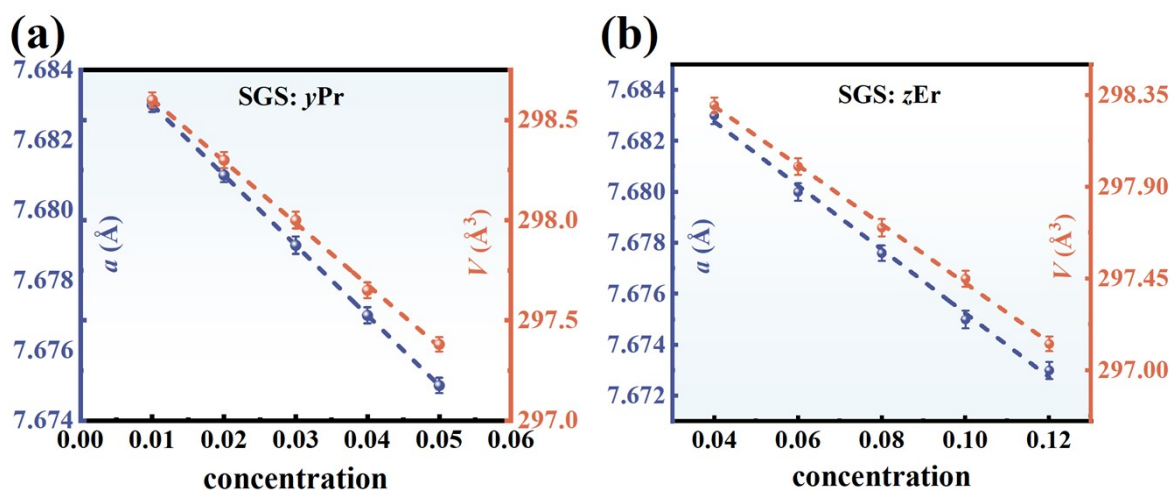 (a)
SGS: yPr
7.684
7.682
7.680
7.678
7.676
7.674
a (Å)
298.5
298.0
297.5
297.0
V (Å³)
0.00 0.01 0.02 0.03 0.04 0.05 0.06
concentration
(b)
SGS: zEr
7.684
7.682
7.680
7.678
7.676
7.674
7.672
a (Å)
298.35
297.90
297.45
297.00
V (Å³)
0.04 0.06 0.08 0.10 0.12
concentration